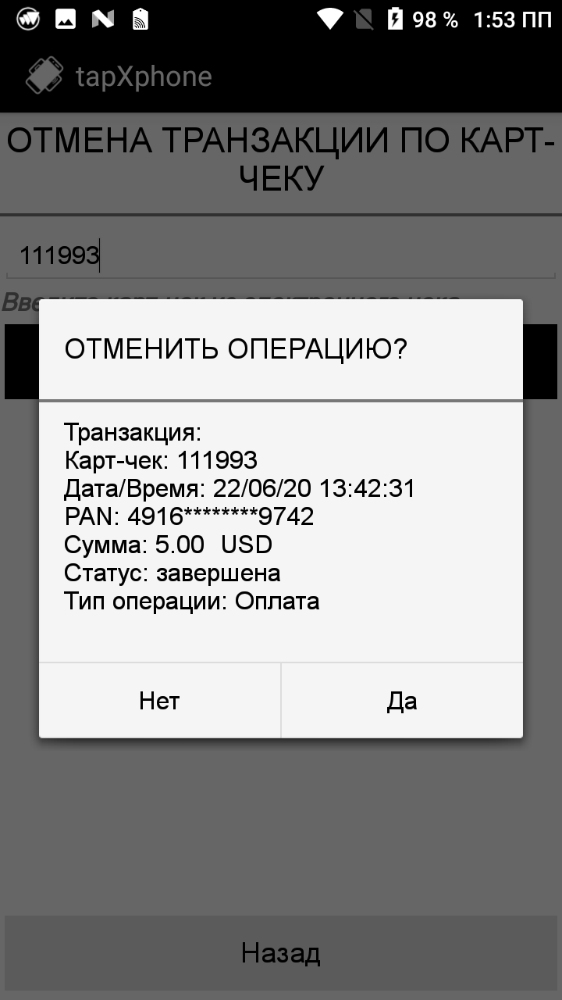 98 % 1:53 ПП
tapXphone
ОТМЕНА ТРАНЗАКЦИИ ПО КАРТ-
ЧЕКУ
111993
ОТМЕНИТЬ ОПЕРАЦИЮ?
Транзакция:
Карт-чек: 111993
Дата/Время: 22/06/20 13:42:31
PAN: 4916********9742
Сумма: 5.00 USD
Статус: завершена
Тип операции: Оплата
Нет Да
Назад